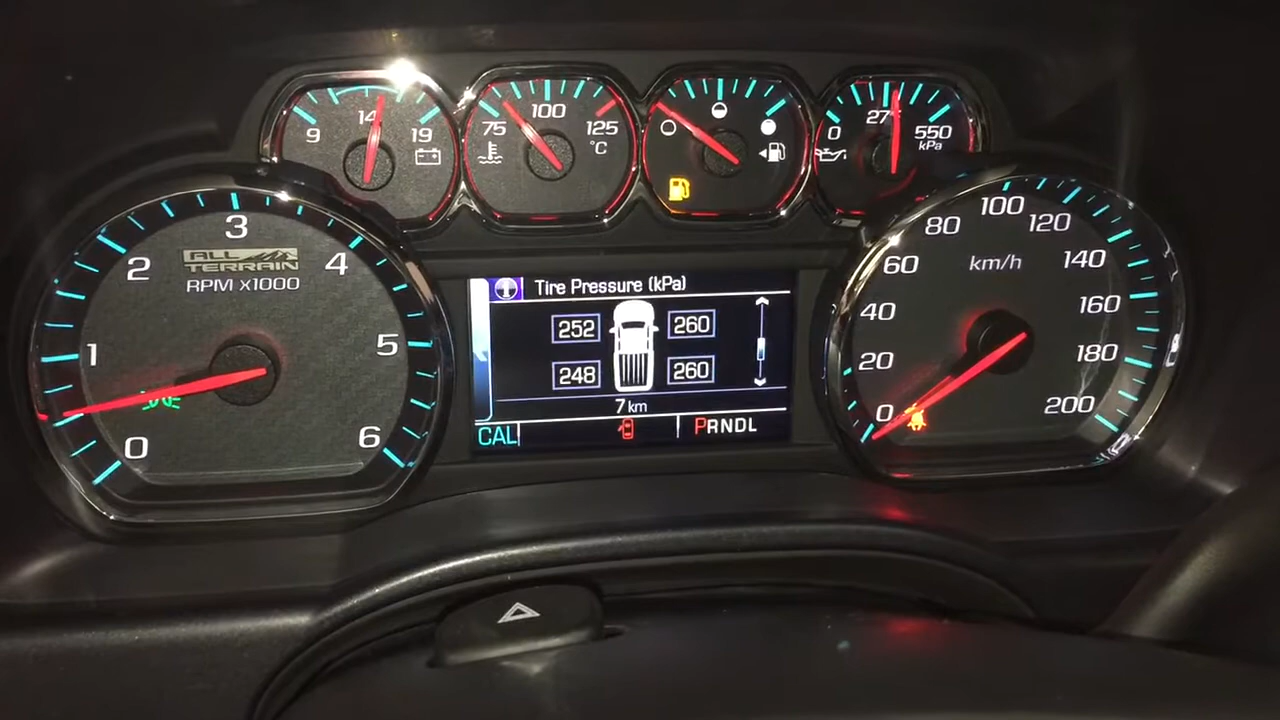 9 14 19
75 100 125 °C
0 27 550 kPa
0 1 2 3 4 5 6
ALL TERRAIN
RPM x1000
Tire Pressure (kPa)
252 260
248 260
7 km
CAL PRNDL
0 20 40 60 80 100 120 140 160 180 200
km/h